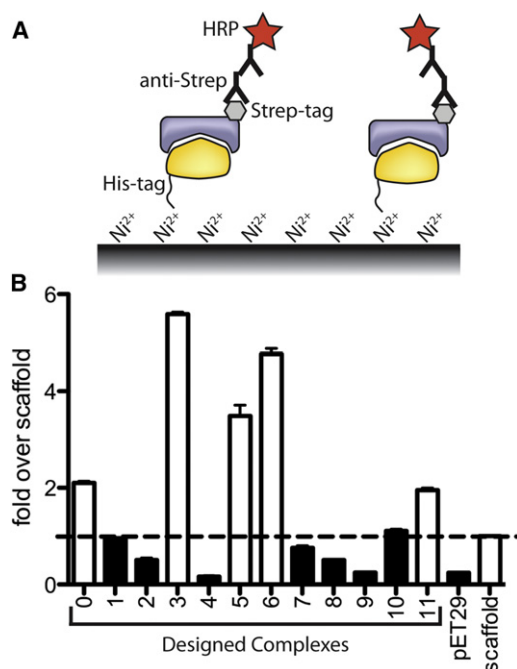 A
HRP
anti-Strep
Strep-tag
His-tag
Ni2+ Ni2+ Ni2+ Ni2+ Ni2+ Ni2+ Ni2+ Ni2+
B
fold over scaffold
6
4
2
0
0 1 2 3 4 5 6 7 8 9 10 11 pET29 scaffold
Designed Complexes